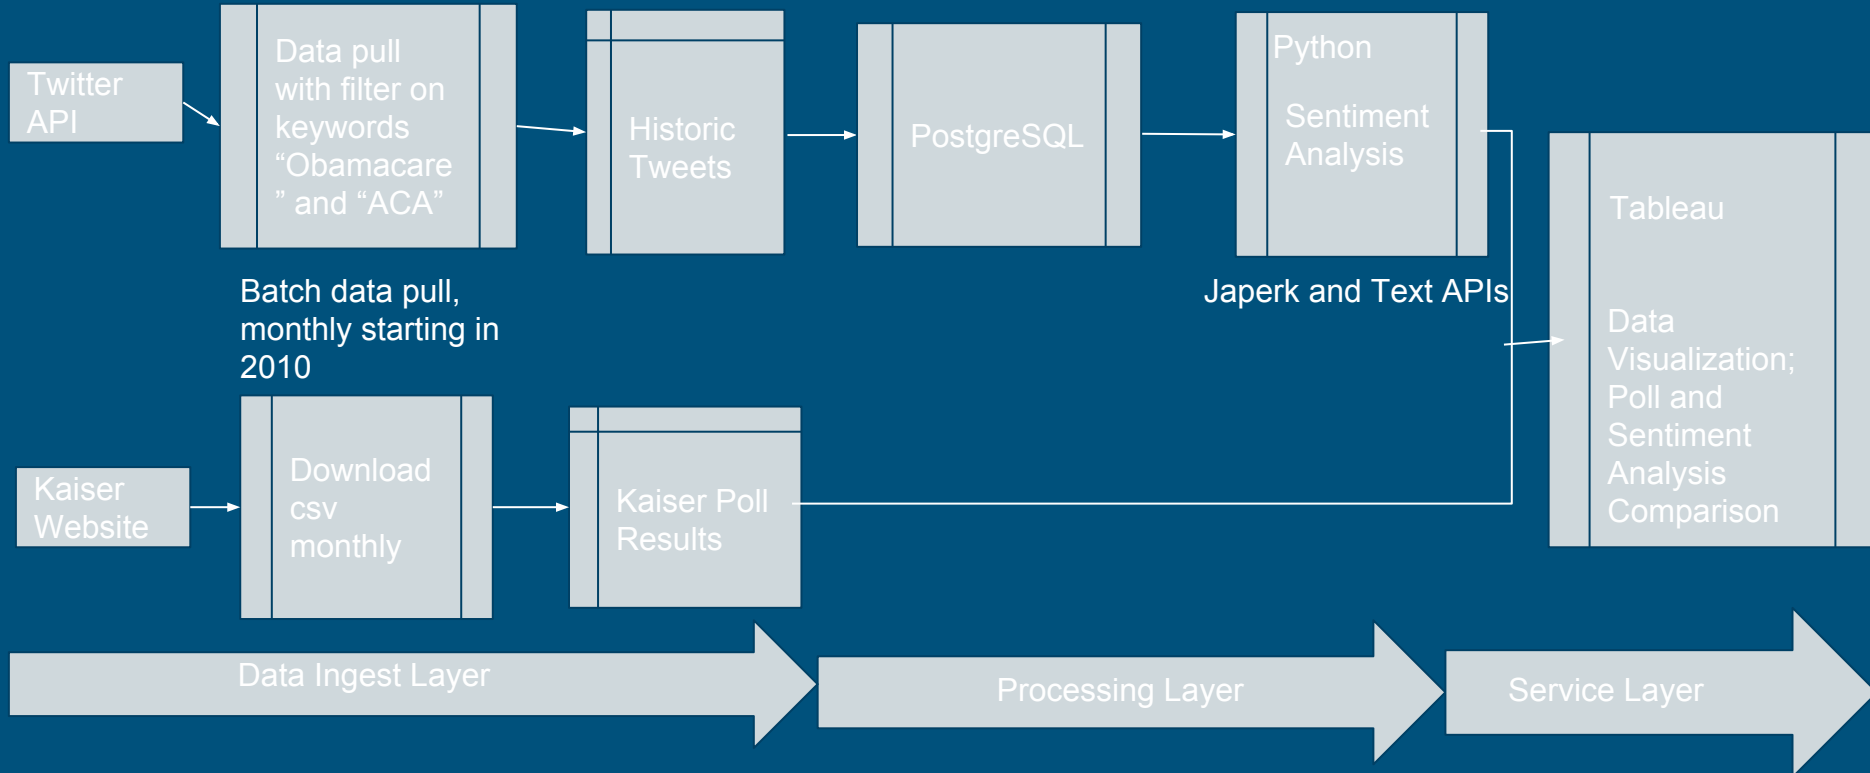 Twitter
API
Data pull
with filter on
keywords
“Obamacare
” and “ACA”
Historic
Tweets
PostgreSQL
Python
Sentiment
Analysis
Batch data pull,
monthly starting in
2010
Japerk and Text APIs
Tableau
Data
Visualization;
Poll and
Sentiment
Analysis
Comparison
Kaiser
Website
Download
csv
monthly
Kaiser Poll
Results
Data Ingest Layer
Processing Layer
Service Layer